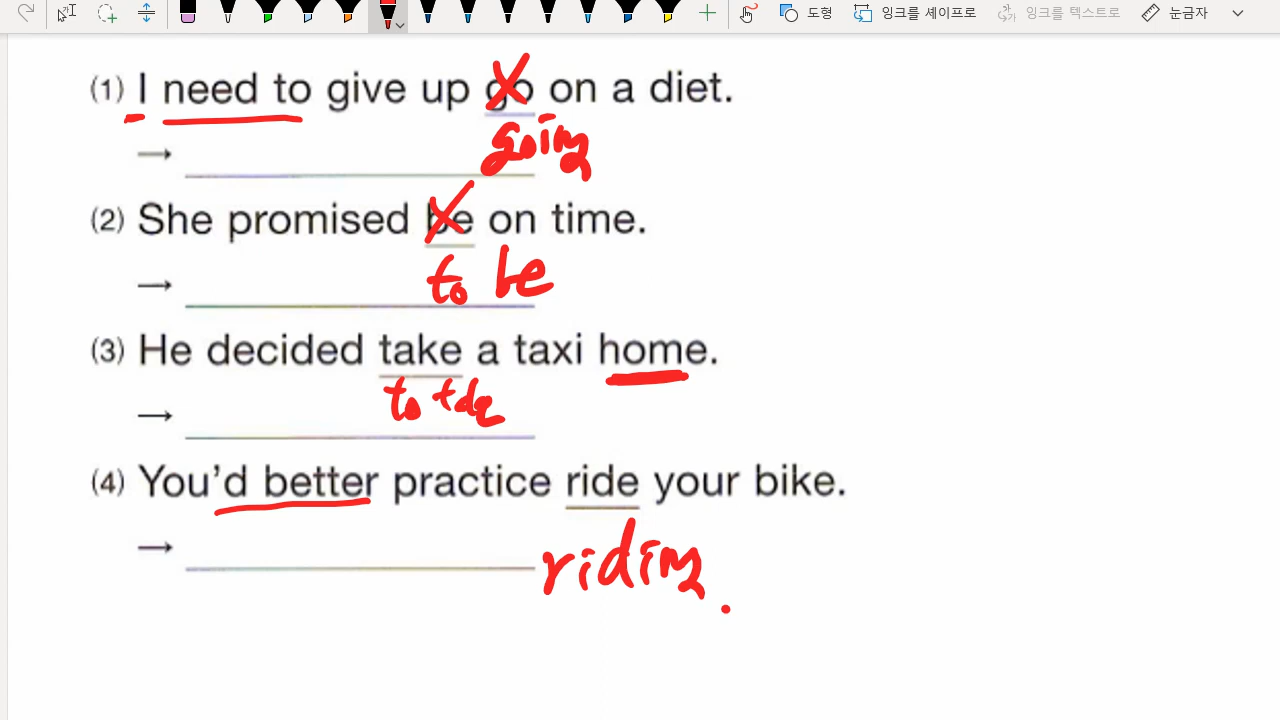 도형 잉크를 셰이프로 잉크를 텍스트로 눈금자
(1) I need to give up go on a diet.
→ going
(2) She promised be on time.
→ to be
(3) He decided take a taxi home.
→ to
(4) You'd better practice ride your bike.
→ riding.